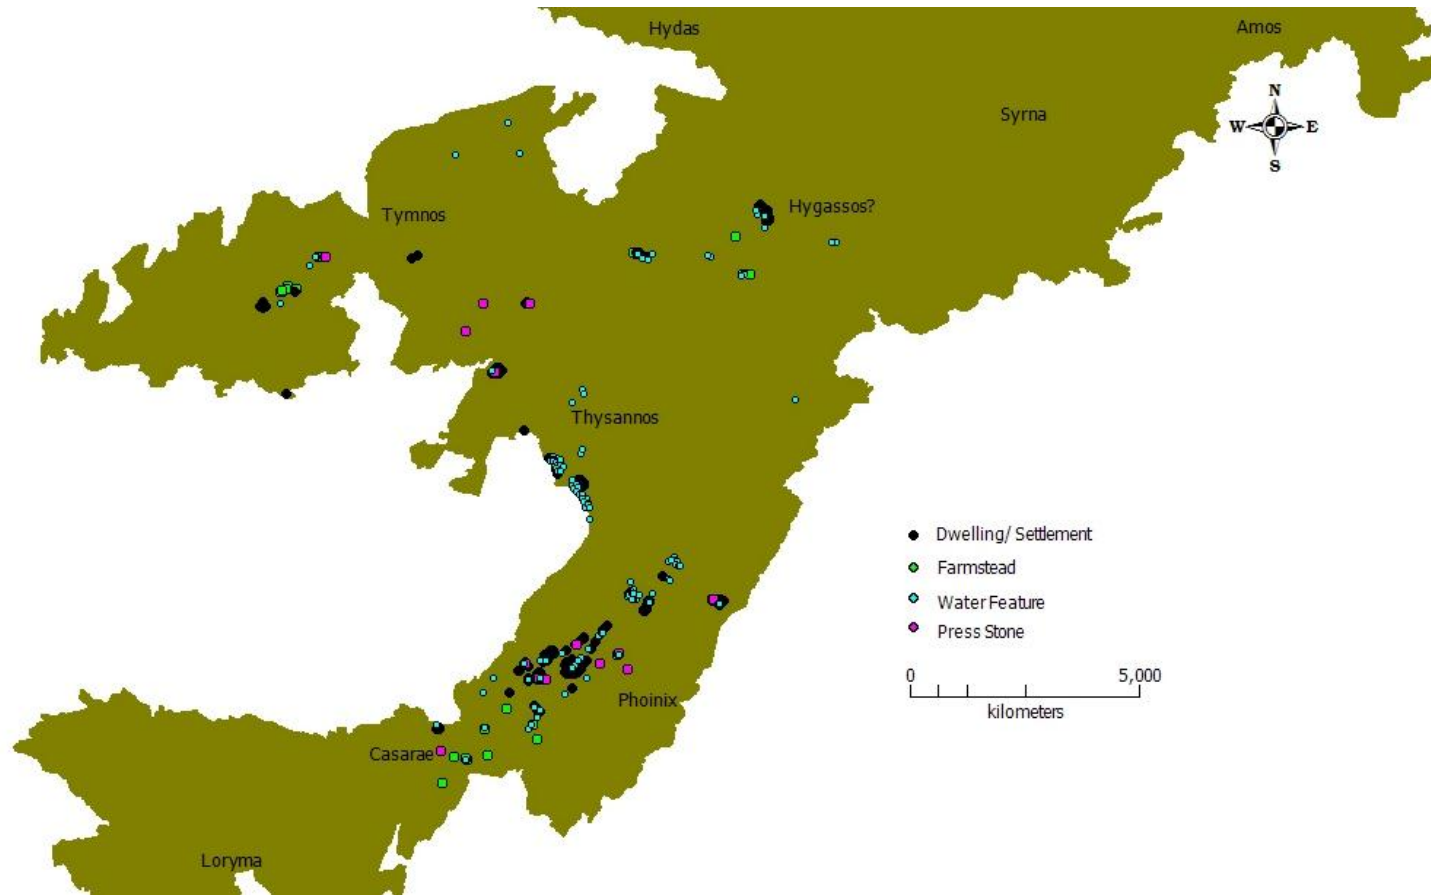 Hydas
Amos
N
W E
S
Syrna
Tymnos
Hygassos?
Thysannos
Dwelling/ Settlement
Farmstead
Water Feature
Press Stone
0 5,000
kilometers
Phoinix
Casarae
Loryma